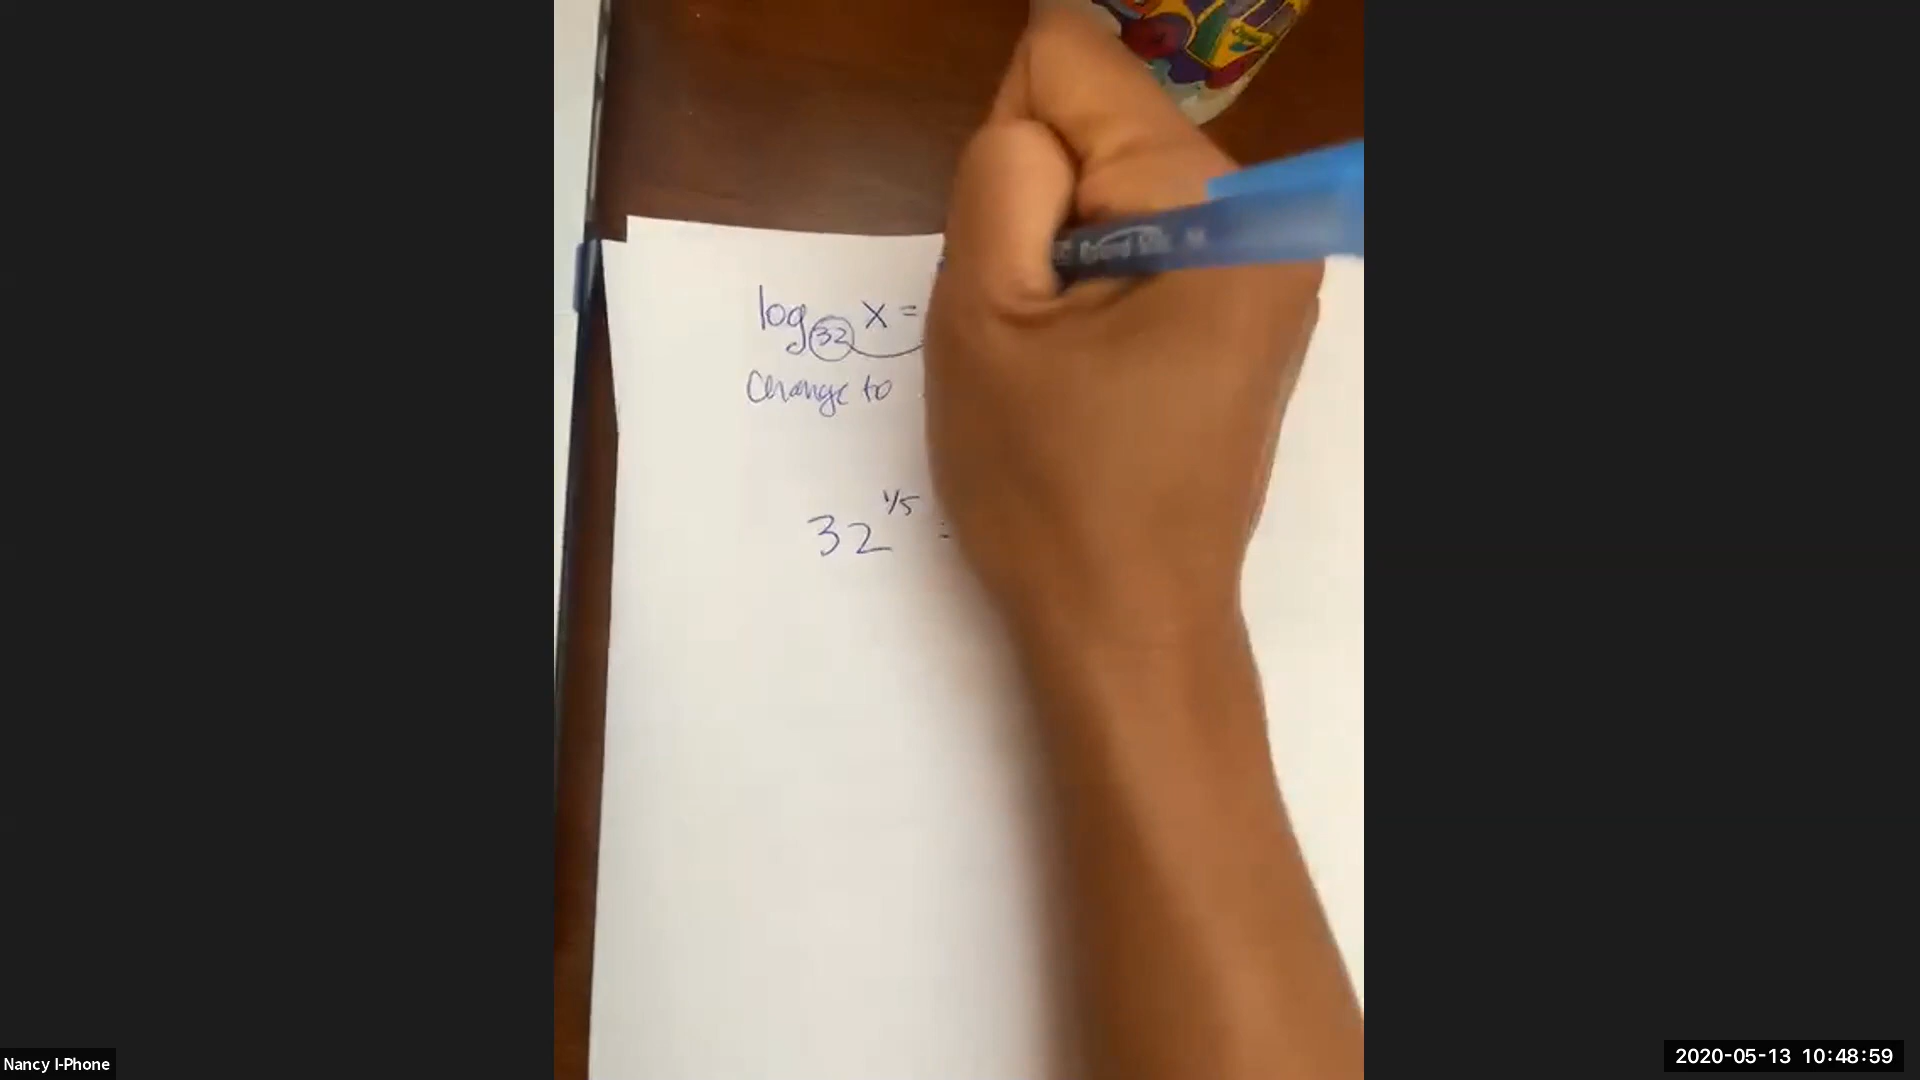 log₃₂ x =
Change to
32^1/5 =
Nancy I-Phone
2020-05-13 10:48:59